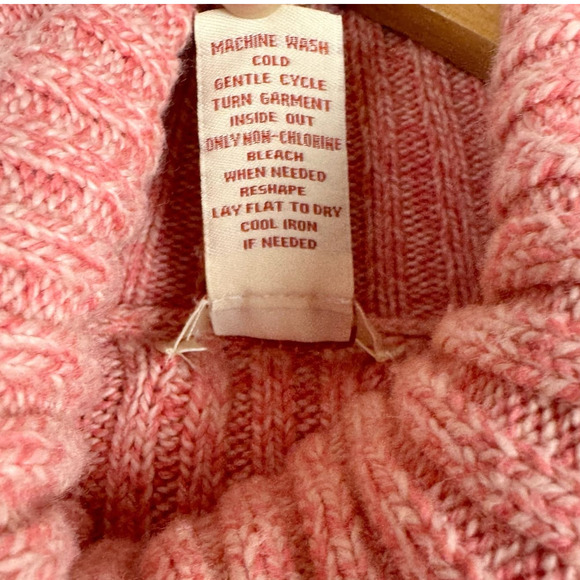 MACHINE WASH
COLD
GENTLE CYCLE
TURN GARMENT
INSIDE OUT
ONLY NON-CHLORINE
BLEACH
WHEN NEEDED
RESHAPE
LAY FLAT TO DRY
COOL IRON
IF NEEDED